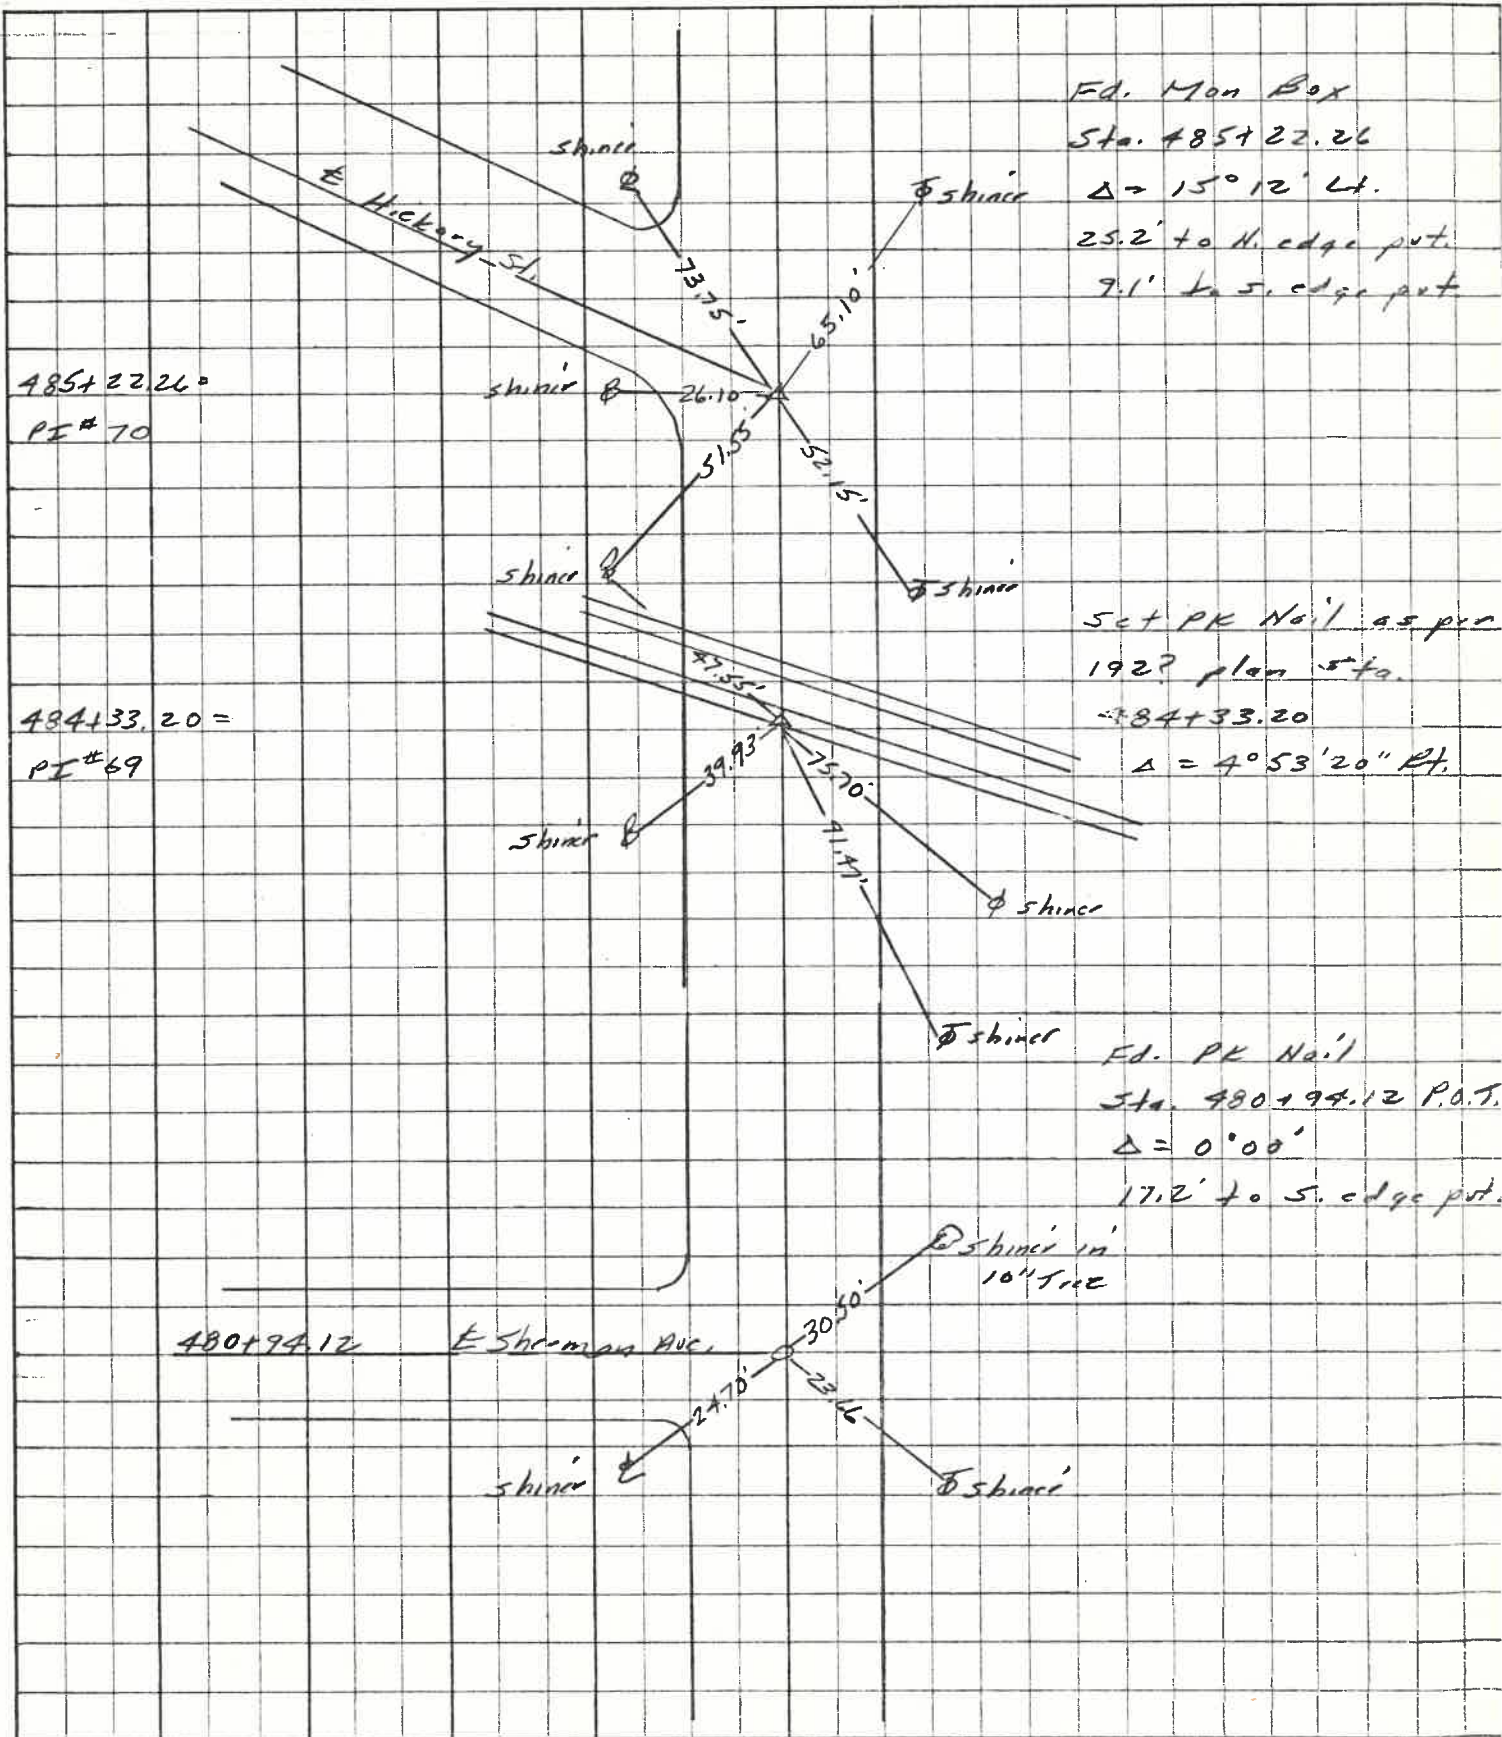 Fd. Mon Box
Sta. 485+22.26
Δ = 15° 12' Lt.
25.2' to N. edge pvt.
9.1' to S. edge pvt.
shiner
shiner
℄ Hickory St.
73.75'
65.10'
485+22.26 =
PI # 70
shiner
26.10
51.55'
52.15'
shiner
shiner
Set PK Nail as per
192? plan sta.
484+33.20
Δ = 4° 53' 20" Rt.
484+33.20 =
PI #69
47.55'
39.93'
75.70'
shiner
shiner
shiner
Fd. PK Nail
Sta. 480+94.12 P.O.T.
Δ = 0°00'
17.2' to S. edge pvt.
shiner in
10" Tree
480+94.12 ℄ Sherman Ave.
30.50'
24.70'
23.66
shiner
shiner